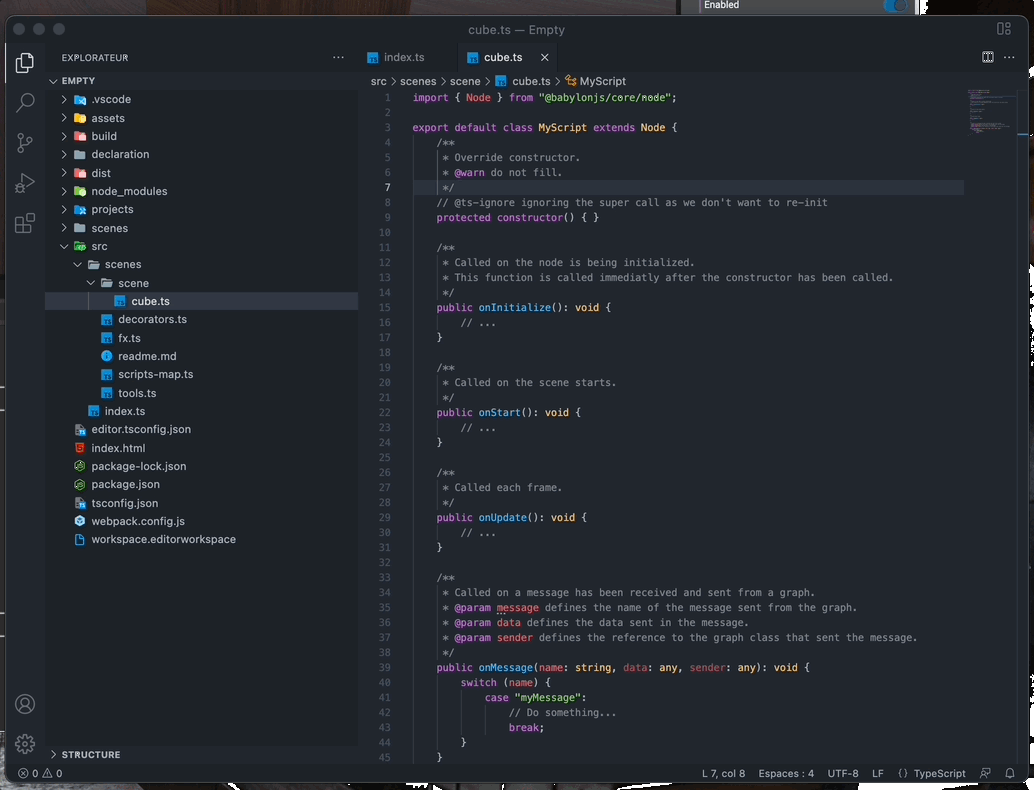 Enabled
cube.ts — Empty
EXPLORATEUR
···
index.ts
cube.ts
EMPTY
.vscode
assets
build
declaration
dist
node_modules
projects
scenes
src
scenes
scene
cube.ts
decorators.ts
fx.ts
readme.md
scripts-map.ts
tools.ts
index.ts
editor.tsconfig.json
index.html
package-lock.json
package.json
tsconfig.json
webpack.config.js
workspace.editorworkspace
STRUCTURE
src > scenes > scene > cube.ts > MyScript
1 import { Node } from "@babylonjs/core/node";
2
3 export default class MyScript extends Node {
4 /**
5 * Override constructor.
6 * @warn do not fill.
7 */
8 // @ts-ignore ignoring the super call as we don't want to re-init
9 protected constructor() { }
10
11 /**
12 * Called on the node is being initialized.
13 * This function is called immediatly after the constructor has been called.
14 */
15 public onInitialize(): void {
16 // ...
17 }
18
19 /**
20 * Called on the scene starts.
21 */
22 public onStart(): void {
23 // ...
24 }
25
26 /**
27 * Called each frame.
28 */
29 public onUpdate(): void {
30 // ...
31 }
32
33 /**
34 * Called on a message has been received and sent from a graph.
35 * @param message defines the name of the message sent from the graph.
36 * @param data defines the data sent in the message.
37 * @param sender defines the reference to the graph class that sent the message.
38 */
39 public onMessage(name: string, data: any, sender: any): void {
40 switch (name) {
41 case "myMessage":
42 // Do something...
43 break;
44 }
45 }
0 0
L 7, col 8 Espaces : 4 UTF-8 LF {} TypeScript